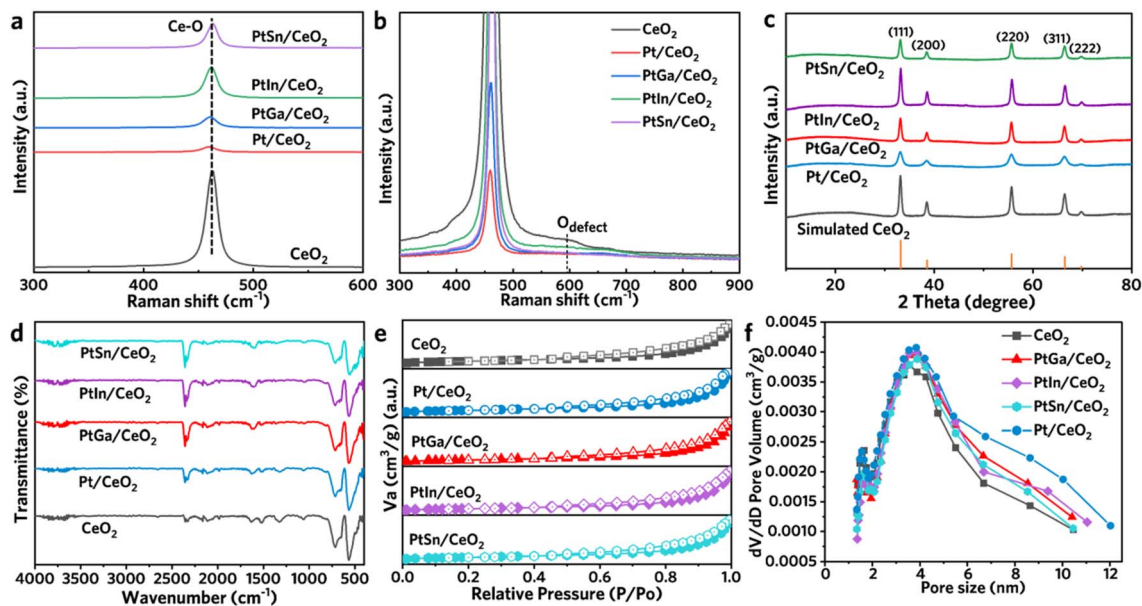 a
Ce-O
PtSn/CeO₂
PtIn/CeO₂
PtGa/CeO₂
Pt/CeO₂
CeO₂
Intensity (a.u.)
300 400 500 600
Raman shift (cm⁻¹)
b
CeO₂
Pt/CeO₂
PtGa/CeO₂
PtIn/CeO₂
PtSn/CeO₂
O_defect
Intensity (a.u.)
300 400 500 600 700 800 900
Raman shift (cm⁻¹)
c
(111)
(200)
(220)
(311)
(222)
PtSn/CeO₂
PtIn/CeO₂
PtGa/CeO₂
Pt/CeO₂
Simulated CeO₂
Intensity (a.u.)
20 40 60 80
2 Theta (degree)
d
PtSn/CeO₂
PtIn/CeO₂
PtGa/CeO₂
Pt/CeO₂
CeO₂
Transmittance (%)
4000 3500 3000 2500 2000 1500 1000 500
Wavenumber (cm⁻¹)
e
CeO₂
Pt/CeO₂
PtGa/CeO₂
PtIn/CeO₂
PtSn/CeO₂
Va (cm³/g) (a.u.)
0.0 0.2 0.4 0.6 0.8 1.0
Relative Pressure (P/Po)
f
CeO₂
PtGa/CeO₂
PtIn/CeO₂
PtSn/CeO₂
Pt/CeO₂
dV/dD Pore Volume (cm³/g)
0.0045
0.0040
0.0035
0.0030
0.0025
0.0020
0.0015
0.0010
0.0005
0 2 4 6 8 10 12
Pore size (nm)